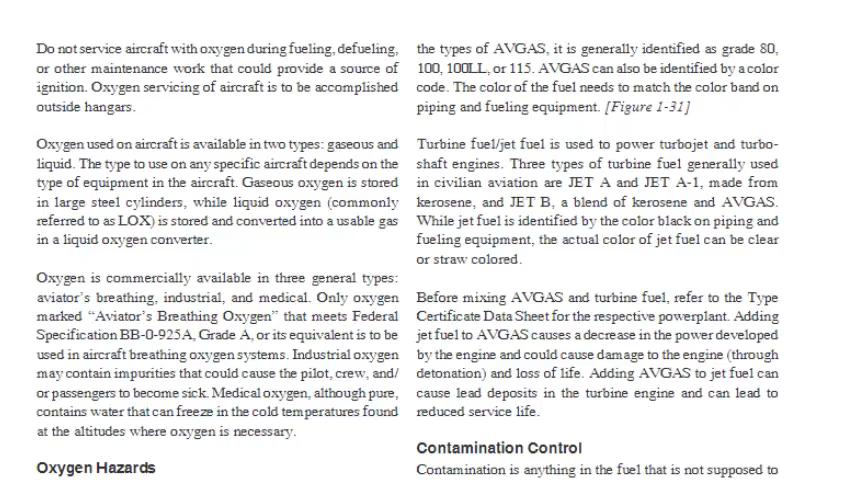 Do not service aircraft with oxygen during fueling, defueling,
or other maintenance work that could provide a source of
ignition. Oxygen servicing of aircraft is to be accomplished
outside hangars.
Oxygen used on aircraft is available in two types: gaseous and
liquid. The type to use on any specific aircraft depends on the
type of equipment in the aircraft. Gaseous oxygen is stored
in large steel cylinders, while liquid oxygen (commonly
referred to as LOX) is stored and converted into a usable gas
in a liquid oxygen converter.
Oxygen is commercially available in three general types:
aviator’s breathing, industrial, and medical. Only oxygen
marked “Aviator’s Breathing Oxygen” that meets Federal
Specification BB-0-925A, Grade A, or its equivalent is to be
used in aircraft breathing oxygen systems. Industrial oxygen
may contain impurities that could cause the pilot, crew, and/
or passengers to become sick. Medical oxygen, although pure,
contains water that can freeze in the cold temperatures found
at the altitudes where oxygen is necessary.
Oxygen Hazards
the types of AVGAS, it is generally identified as grade 80,
100, 100LL, or 115. AVGAS can also be identified by a color
code. The color of the fuel needs to match the color band on
piping and fueling equipment. [Figure 1-31]
Turbine fuel/jet fuel is used to power turbojet and turbo-
shaft engines. Three types of turbine fuel generally used
in civilian aviation are JET A and JET A-1, made from
kerosene, and JET B, a blend of kerosene and AVGAS.
While jet fuel is identified by the color black on piping and
fueling equipment, the actual color of jet fuel can be clear
or straw colored.
Before mixing AVGAS and turbine fuel, refer to the Type
Certificate Data Sheet for the respective powerplant. Adding
jet fuel to AVGAS causes a decrease in the power developed
by the engine and could cause damage to the engine (through
detonation) and loss of life. Adding AVGAS to jet fuel can
cause lead deposits in the turbine engine and can lead to
reduced service life.
Contamination Control
Contamination is anything in the fuel that is not supposed to